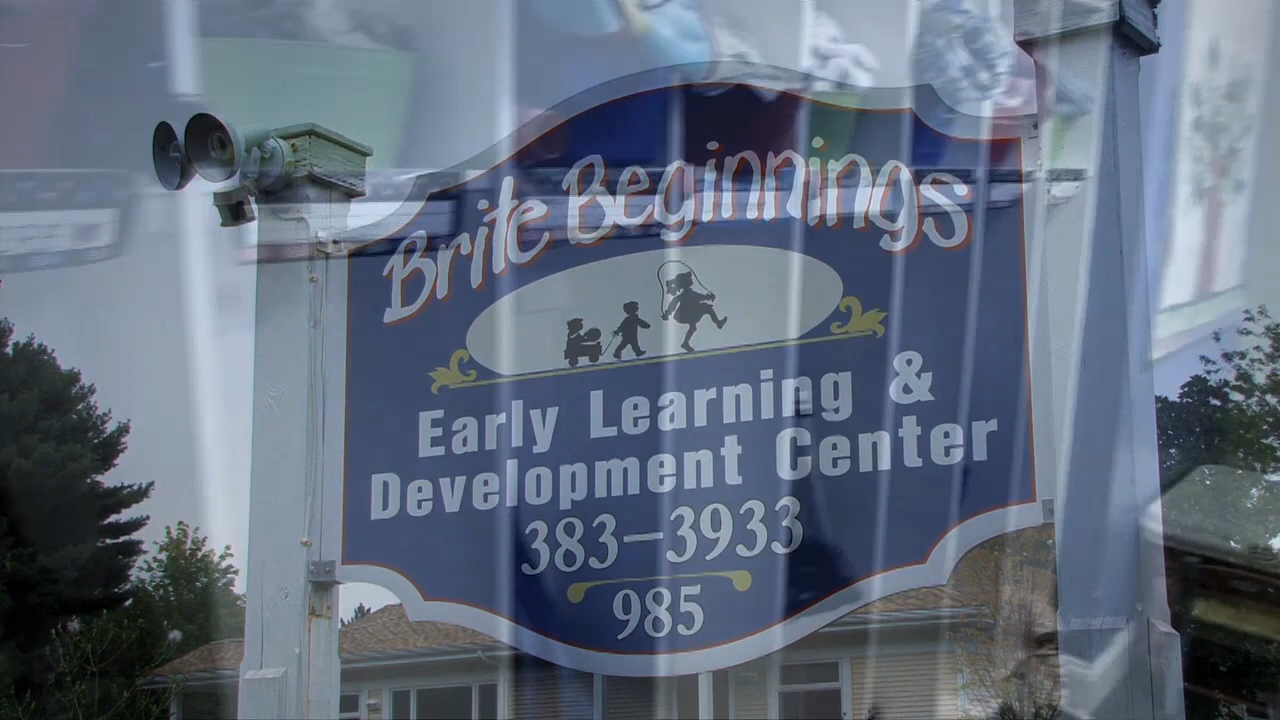 Brite Beginnings
Early Learning &
Development Center
383-3933
985